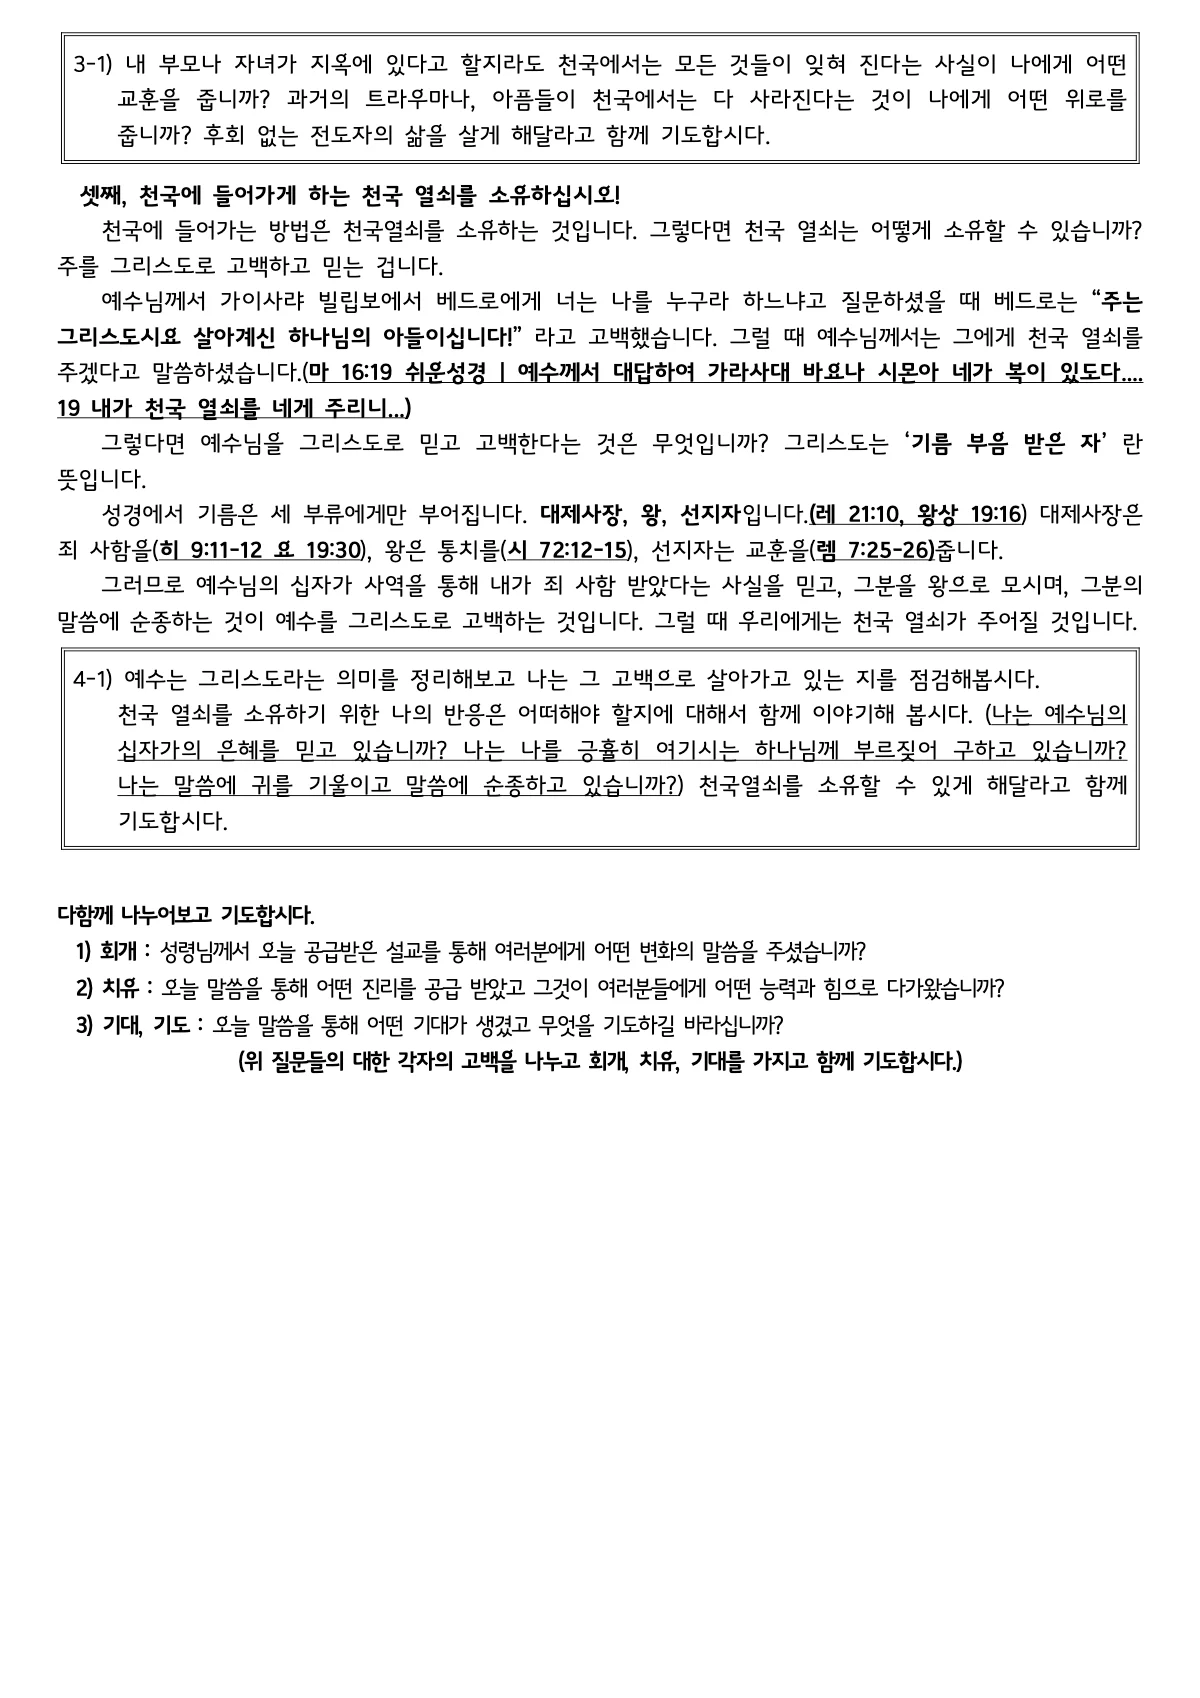 3-1) 내 부모나 자녀가 지옥에 있다고 할지라도 천국에서는 모든 것들이 잊혀 진다는 사실이 나에게 어떤
교훈을 줍니까? 과거의 트라우마나, 아픔들이 천국에서는 다 사라진다는 것이 나에게 어떤 위로를
줍니까? 후회 없는 전도자의 삶을 살게 해달라고 함께 기도합시다.
셋째, 천국에 들어가게 하는 천국 열쇠를 소유하십시오!
천국에 들어가는 방법은 천국열쇠를 소유하는 것입니다. 그렇다면 천국 열쇠는 어떻게 소유할 수 있습니까?
주를 그리스도로 고백하고 믿는 겁니다.
예수님께서 가이사랴 빌립보에서 베드로에게 너는 나를 누구라 하느냐고 질문하셨을 때 베드로는 “주는
그리스도시요 살아계신 하나님의 아들이십니다!” 라고 고백했습니다. 그럴 때 예수님께서는 그에게 천국 열쇠를
주겠다고 말씀하셨습니다.(마 16:19 쉬운성경 | 예수께서 대답하여 가라사대 바요나 시몬아 네가 복이 있도다....
19 내가 천국 열쇠를 네게 주리니...)
그렇다면 예수님을 그리스도로 믿고 고백한다는 것은 무엇입니까? 그리스도는 ‘기름 부음 받은 자’ 란
뜻입니다.
성경에서 기름은 세 부류에게만 부어집니다. 대제사장, 왕, 선지자입니다.(레 21:10, 왕상 19:16) 대제사장은
죄 사함을(히 9:11-12 요 19:30), 왕은 통치를(시 72:12-15), 선지자는 교훈을(렘 7:25-26)줍니다.
그러므로 예수님의 십자가 사역을 통해 내가 죄 사함 받았다는 사실을 믿고, 그분을 왕으로 모시며, 그분의
말씀에 순종하는 것이 예수를 그리스도로 고백하는 것입니다. 그럴 때 우리에게는 천국 열쇠가 주어질 것입니다.
4-1) 예수는 그리스도라는 의미를 정리해보고 나는 그 고백으로 살아가고 있는 지를 점검해봅시다.
천국 열쇠를 소유하기 위한 나의 반응은 어떠해야 할지에 대해서 함께 이야기해 봅시다. (나는 예수님의
십자가의 은혜를 믿고 있습니까? 나는 나를 긍휼히 여기시는 하나님께 부르짖어 구하고 있습니까?
나는 말씀에 귀를 기울이고 말씀에 순종하고 있습니까?) 천국열쇠를 소유할 수 있게 해달라고 함께
기도합시다.
다함께 나누어보고 기도합시다.
1) 회개 : 성령님께서 오늘 공급받은 설교를 통해 여러분에게 어떤 변화의 말씀을 주셨습니까?
2) 치유 : 오늘 말씀을 통해 어떤 진리를 공급 받았고 그것이 여러분들에게 어떤 능력과 힘으로 다가왔습니까?
3) 기대, 기도 : 오늘 말씀을 통해 어떤 기대가 생겼고 무엇을 기도하길 바라십니까?
(위 질문들의 대한 각자의 고백을 나누고 회개, 치유, 기대를 가지고 함께 기도합시다.)